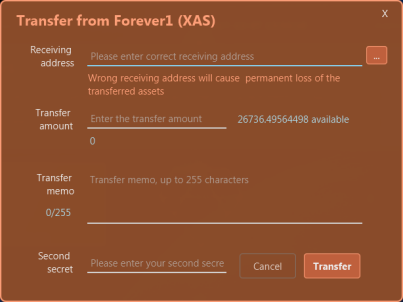 Transfer from Forever1 (XAS)
X
Receiving address
Please enter correct receiving address
...
Wrong receiving address will cause permanent loss of the
transferred assets
Transfer amount
Enter the transfer amount
26736.49564498 available
0
Transfer memo
Transfer memo, up to 255 characters
0/255
Second secret
Please enter your second secre
Cancel
Transfer